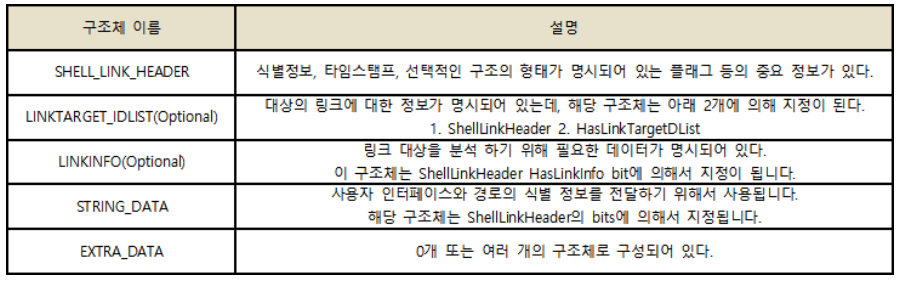 구조체 이름
설명
SHELL_LINK_HEADER
식별정보, 타임스탬프, 선택적인 구조의 형태가 명시되어 있는 플래그 등의 중요 정보가 있다.
LINKTARGET_IDLIST(Optional)
대상의 링크에 대한 정보가 명시되어 있는데, 해당 구조체는 아래 2개에 의해 지정이 된다.
1. ShellLinkHeader 2. HasLinkTargetDList
LINKINFO(Optional)
링크 대상을 분석 하기 위해 필요한 데이터가 명시되어 있다.
이 구조체는 ShellLinkHeader HasLinkInfo bit에 의해서 지정이 됩니다.
STRING_DATA
사용자 인터페이스와 경로의 식별 정보를 전달하기 위해서 사용됩니다.
해당 구조체는 ShellLinkHeader의 bits에 의해서 지정됩니다.
EXTRA_DATA
0개 또는 여러 개의 구조체로 구성되어 있다.